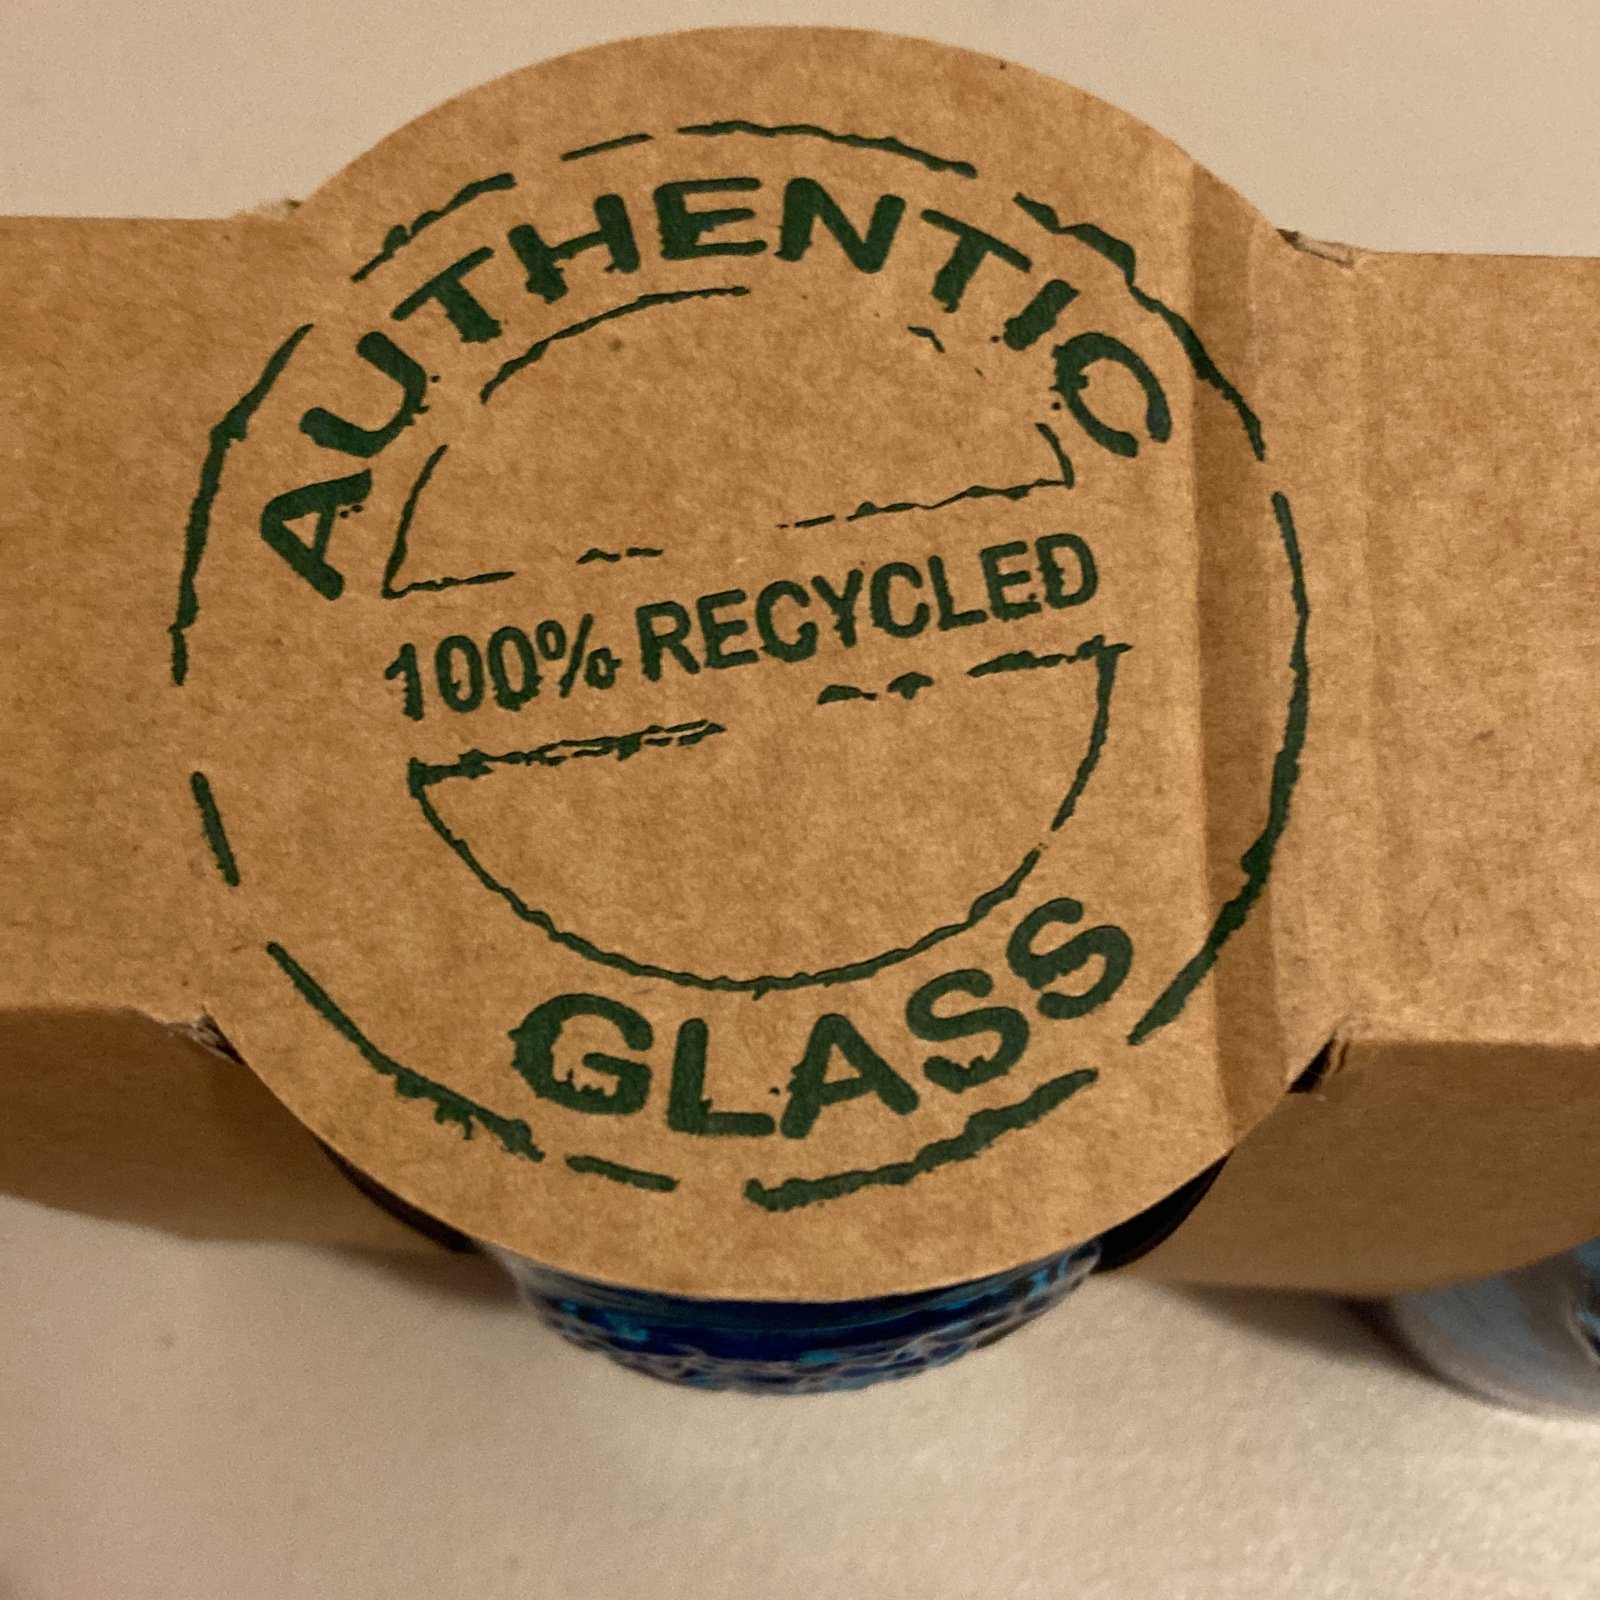 AUTHENTIC
100% RECYCLED
GLASS